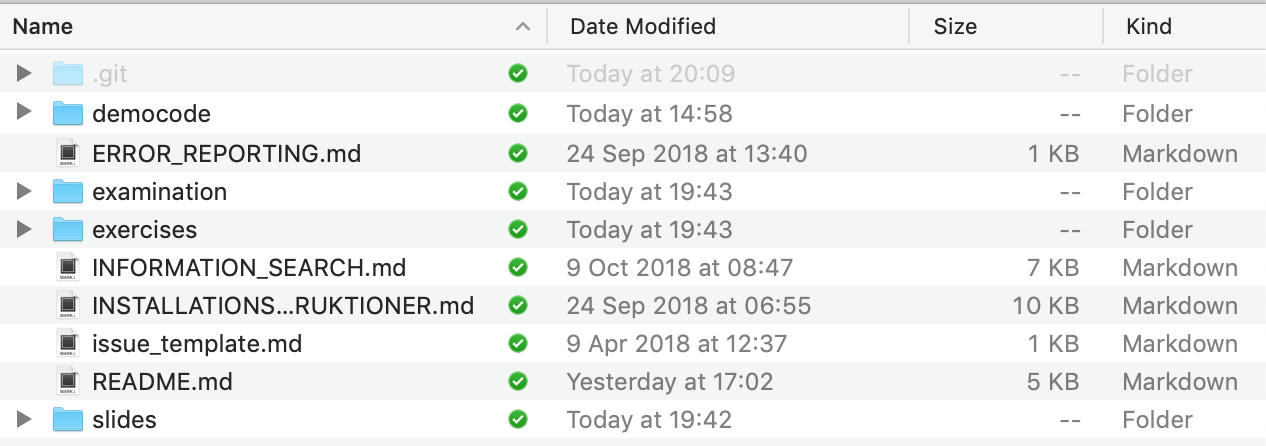 Name Date Modified Size Kind
.git Today at 20:09 -- Folder
democode Today at 14:58 -- Folder
ERROR_REPORTING.md 24 Sep 2018 at 13:40 1 KB Markdown
examination Today at 19:43 -- Folder
exercises Today at 19:43 -- Folder
INFORMATION_SEARCH.md 9 Oct 2018 at 08:47 7 KB Markdown
INSTALLATIONS...RUKTIONER.md 24 Sep 2018 at 06:55 10 KB Markdown
issue_template.md 9 Apr 2018 at 12:37 1 KB Markdown
README.md Yesterday at 17:02 5 KB Markdown
slides Today at 19:42 -- Folder